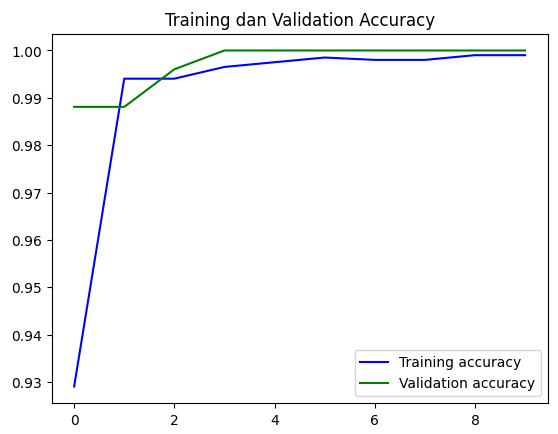 Training dan Validation Accuracy
1.00
0.99
0.98
0.97
0.96
0.95
0.94
0.93
0 2 4 6 8
Training accuracy
Validation accuracy